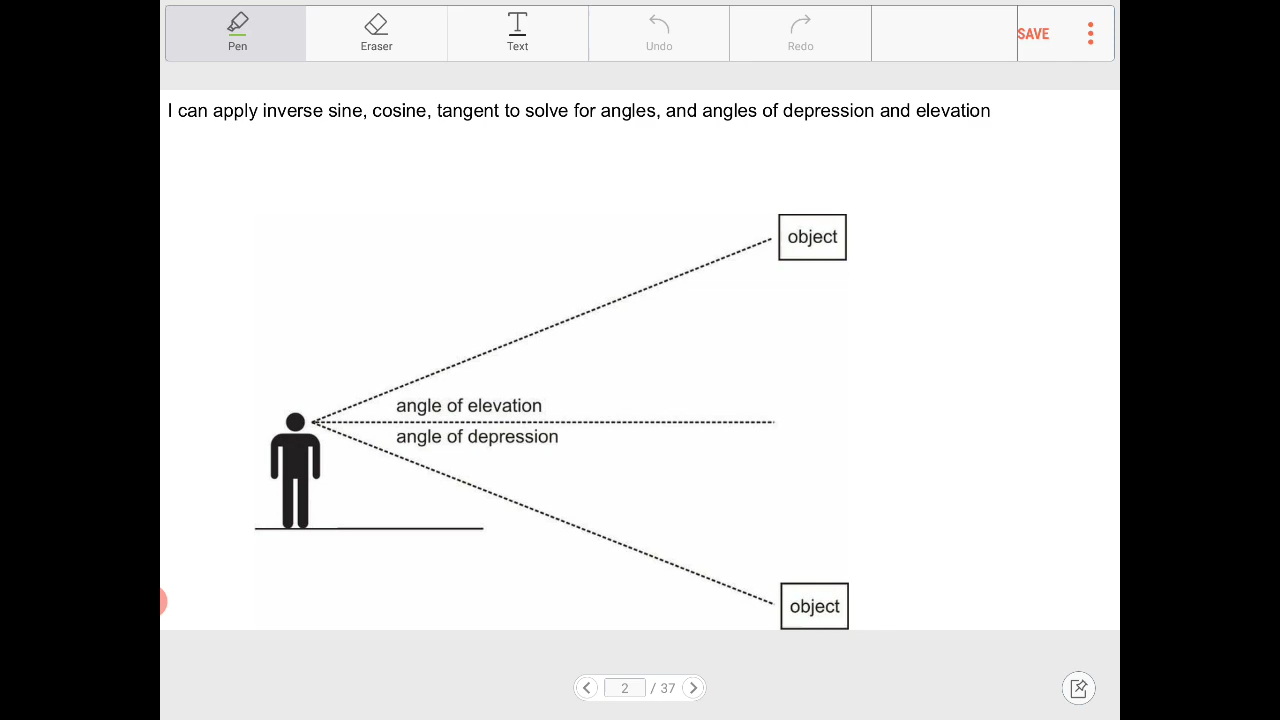 Pen
Eraser
Text
Undo
Redo
SAVE
I can apply inverse sine, cosine, tangent to solve for angles, and angles of depression and elevation
object
angle of elevation
angle of depression
object
2 / 37